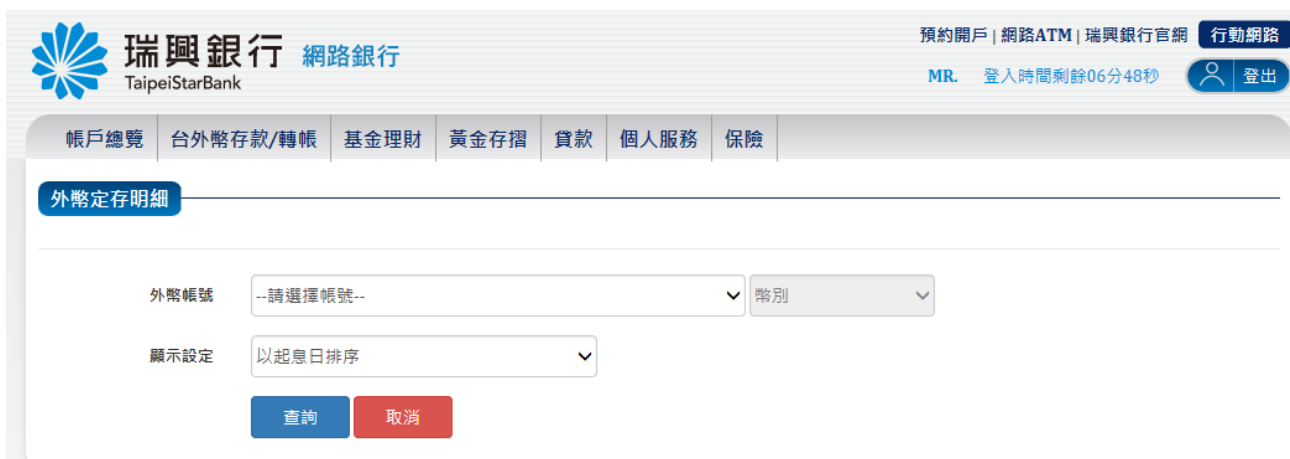 瑞興銀行 網路銀行
TaipeiStarBank
預約開戶 | 網路ATM | 瑞興銀行官網 行動網路
MR. 登入時間剩餘06分48秒 登出
帳戶總覽 台外幣存款/轉帳 基金理財 黃金存摺 貸款 個人服務 保險
外幣定存明細
外幣帳號 --請選擇帳號-- 幣別
顯示設定 以起息日排序
查詢 取消